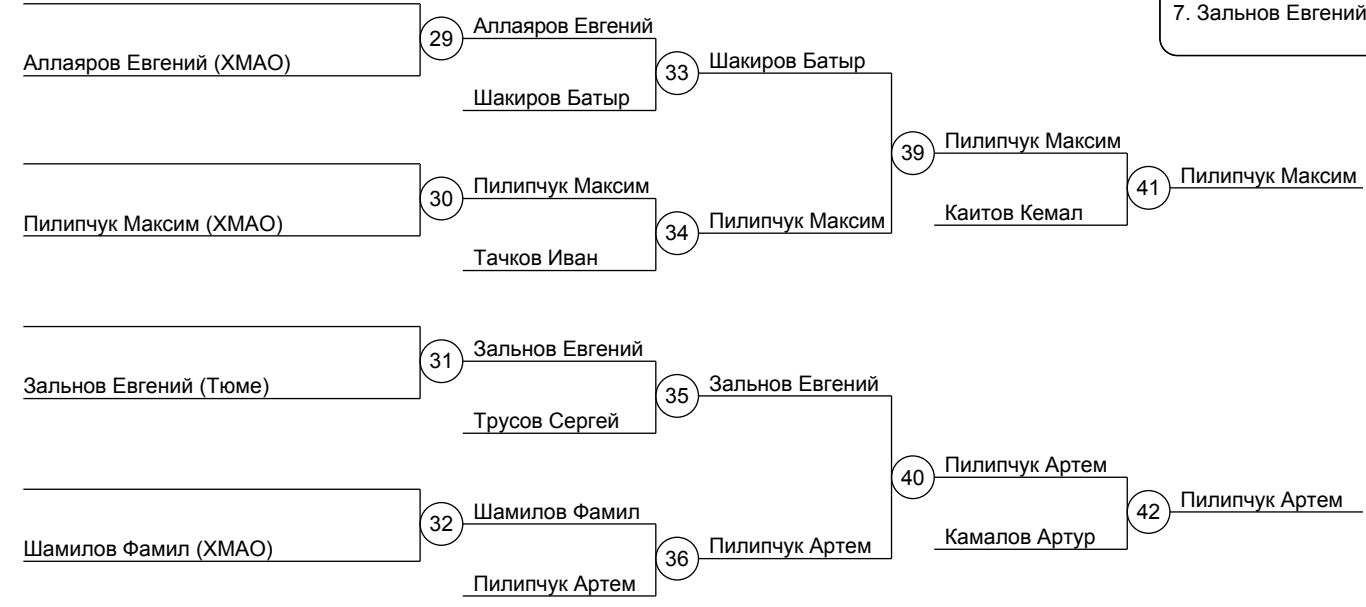 7. Зальнов Евгений
Аллаяров Евгений
29
Аллаяров Евгений (ХМАО)
Шакиров Батыр
33
Шакиров Батыр
Пилипчук Максим
39
Пилипчук Максим
41
Пилипчук Максим
30
Каитов Кемал
Пилипчук Максим (ХМАО)
Пилипчук Максим
34
Тачков Иван
Зальнов Евгений
31
Зальнов Евгений (Тюме)
Зальнов Евгений
35
Трусов Сергей
Пилипчук Артем
40
Пилипчук Артем
42
Шамилов Фамил
32
Камалов Артур
Шамилов Фамил (ХМАО)
Пилипчук Артем
36
Пилипчук Артем